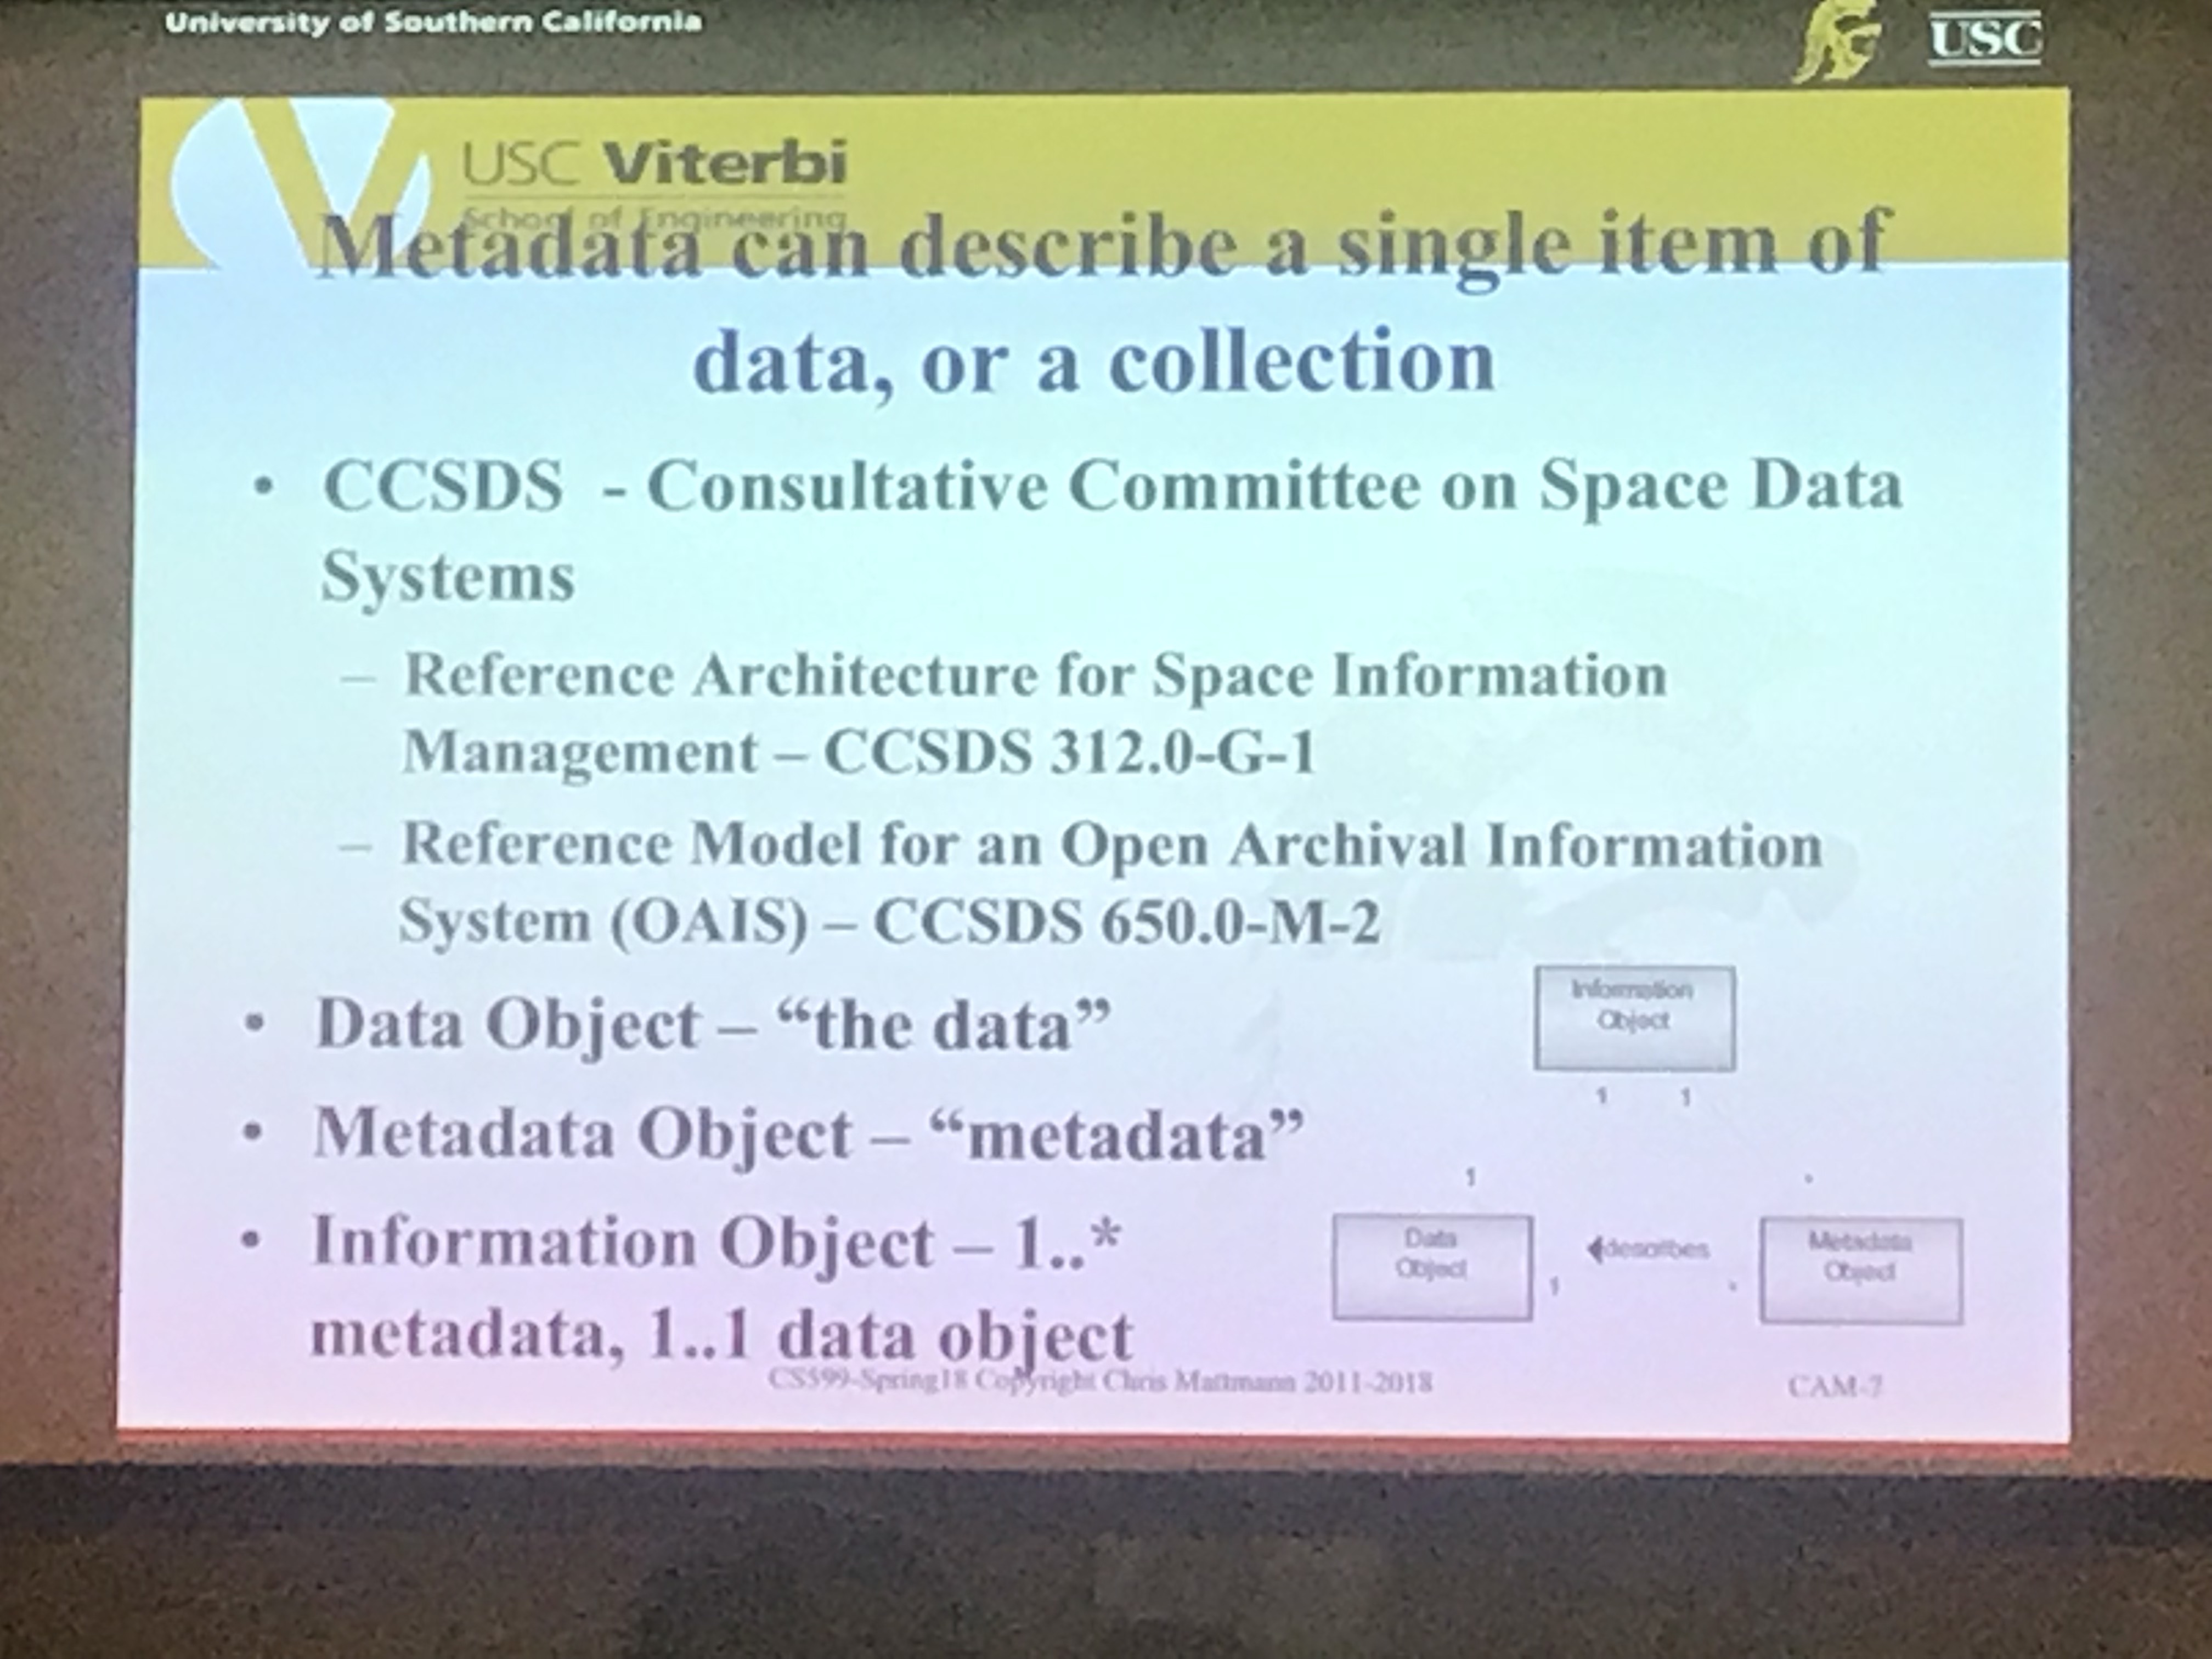 University of Southern California
USC
USC Viterbi
School of Engineering
Metadata can describe a single item of
data, or a collection
• CCSDS - Consultative Committee on Space Data
Systems
– Reference Architecture for Space Information
Management – CCSDS 312.0-G-1
– Reference Model for an Open Archival Information
System (OAIS) – CCSDS 650.0-M-2
• Data Object – “the data”
• Metadata Object – “metadata”
• Information Object – 1..*
metadata, 1..1 data object
Information
Object
1 1
1
Data
Object
1
describes
Metadata
Object
CS599-Spring18 Copyright Chris Mattmann 2011-2018
CAM-7